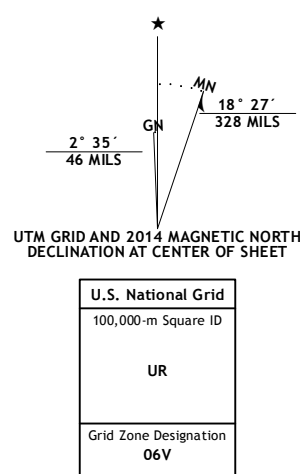 ★
MN
18° 27´
328 MILS
GN
2° 35´
46 MILS
UTM GRID AND 2014 MAGNETIC NORTH
DECLINATION AT CENTER OF SHEET
U.S. National Grid
100,000-m Square ID
UR
Grid Zone Designation
06V